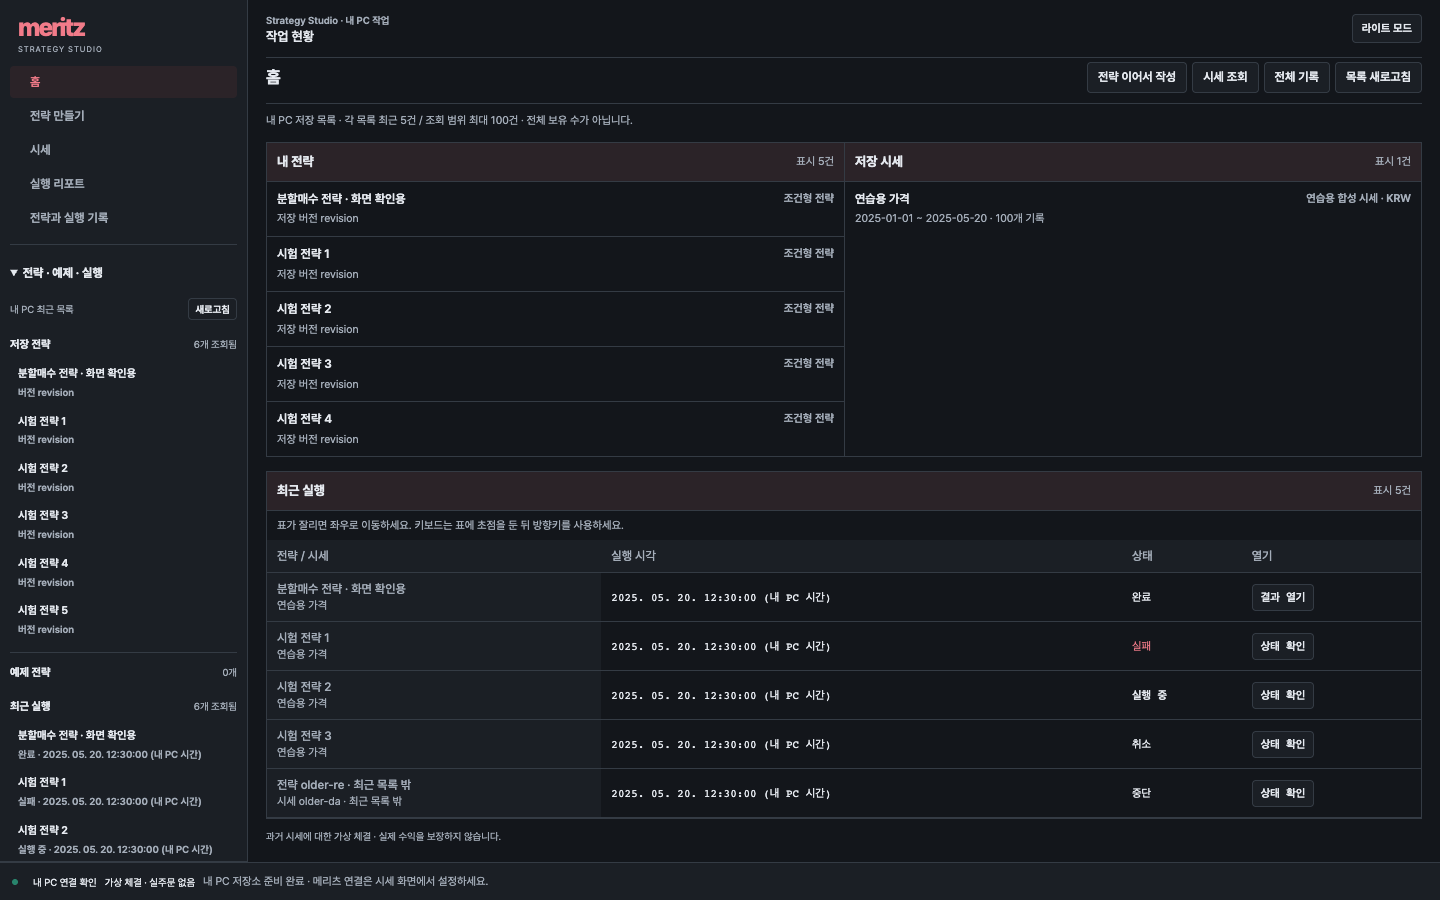 meritz
STRATEGY STUDIO
홈
전략 만들기
시세
실행 리포트
전략과 실행 기록
▼ 전략 · 예제 · 실행
내 PC 최근 목록
새로고침
저장 전략
6개 조회됨
분할매수 전략 · 화면 확인용
버전 revision
시험 전략 1
버전 revision
시험 전략 2
버전 revision
시험 전략 3
버전 revision
시험 전략 4
버전 revision
시험 전략 5
버전 revision
예제 전략
0개
최근 실행
6개 조회됨
분할매수 전략 · 화면 확인용
완료 · 2025. 05. 20. 12:30:00 (내 PC 시간)
시험 전략 1
실패 · 2025. 05. 20. 12:30:00 (내 PC 시간)
시험 전략 2
실행 중 · 2025. 05. 20. 12:30:00 (내 PC 시간)
Strategy Studio · 내 PC 작업
작업 현황
라이트 모드
홈
전략 이어서 작성
시세 조회
전체 기록
목록 새로고침
내 PC 저장 목록 · 각 목록 최근 5건 / 조회 범위 최대 100건 · 전체 보유 수가 아닙니다.
내 전략
표시 5건
분할매수 전략 · 화면 확인용
조건형 전략
저장 버전 revision
시험 전략 1
조건형 전략
저장 버전 revision
시험 전략 2
조건형 전략
저장 버전 revision
시험 전략 3
조건형 전략
저장 버전 revision
시험 전략 4
조건형 전략
저장 버전 revision
저장 시세
표시 1건
연습용 가격
연습용 합성 시세 · KRW
2025-01-01 ~ 2025-05-20 · 100개 기록
최근 실행
표시 5건
표가 잘리면 좌우로 이동하세요. 키보드는 표에 초점을 둔 뒤 방향키를 사용하세요.
전략 / 시세
실행 시각
상태
열기
분할매수 전략 · 화면 확인용
연습용 가격
2025. 05. 20. 12:30:00 (내 PC 시간)
완료
결과 열기
시험 전략 1
연습용 가격
2025. 05. 20. 12:30:00 (내 PC 시간)
실패
상태 확인
시험 전략 2
연습용 가격
2025. 05. 20. 12:30:00 (내 PC 시간)
실행 중
상태 확인
시험 전략 3
연습용 가격
2025. 05. 20. 12:30:00 (내 PC 시간)
취소
상태 확인
전략 older-re · 최근 목록 밖
시세 older-da · 최근 목록 밖
2025. 05. 20. 12:30:00 (내 PC 시간)
중단
상태 확인
과거 시세에 대한 가상 체결 · 실제 수익을 보장하지 않습니다.
내 PC 연결 확인
가상 체결 · 실주문 없음
내 PC 저장소 준비 완료 · 메리츠 연결은 시세 화면에서 설정하세요.